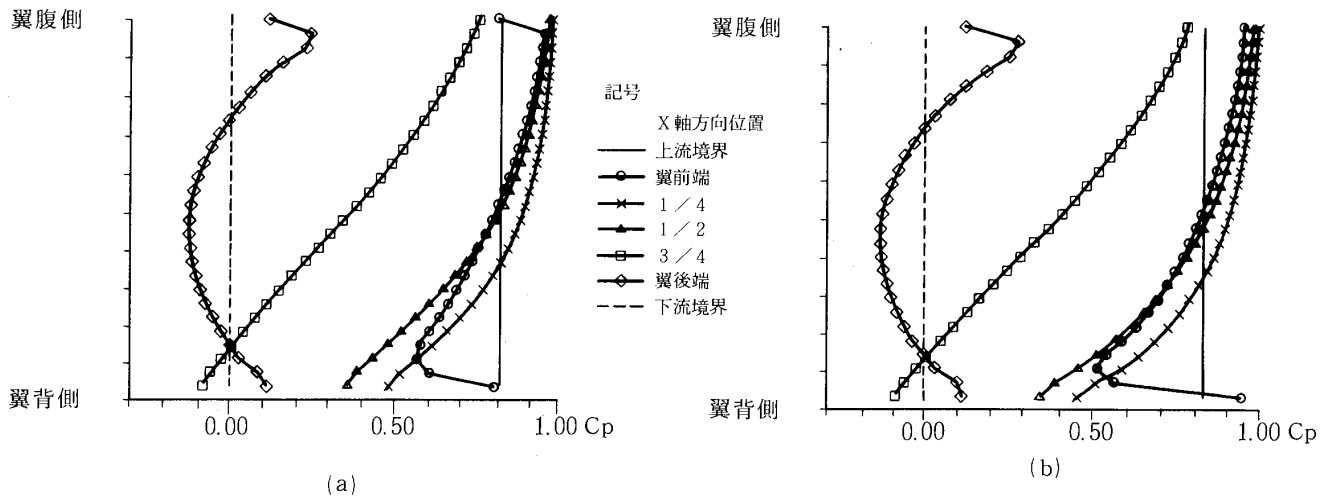 翼腹側
翼背側
0.00 0.50 1.00 Cp
(a)
記号
X軸方向位置
上流境界
翼前端
1/4
1/2
3/4
翼後端
下流境界
翼腹側
翼背側
0.00 0.50 1.00 Cp
(b)